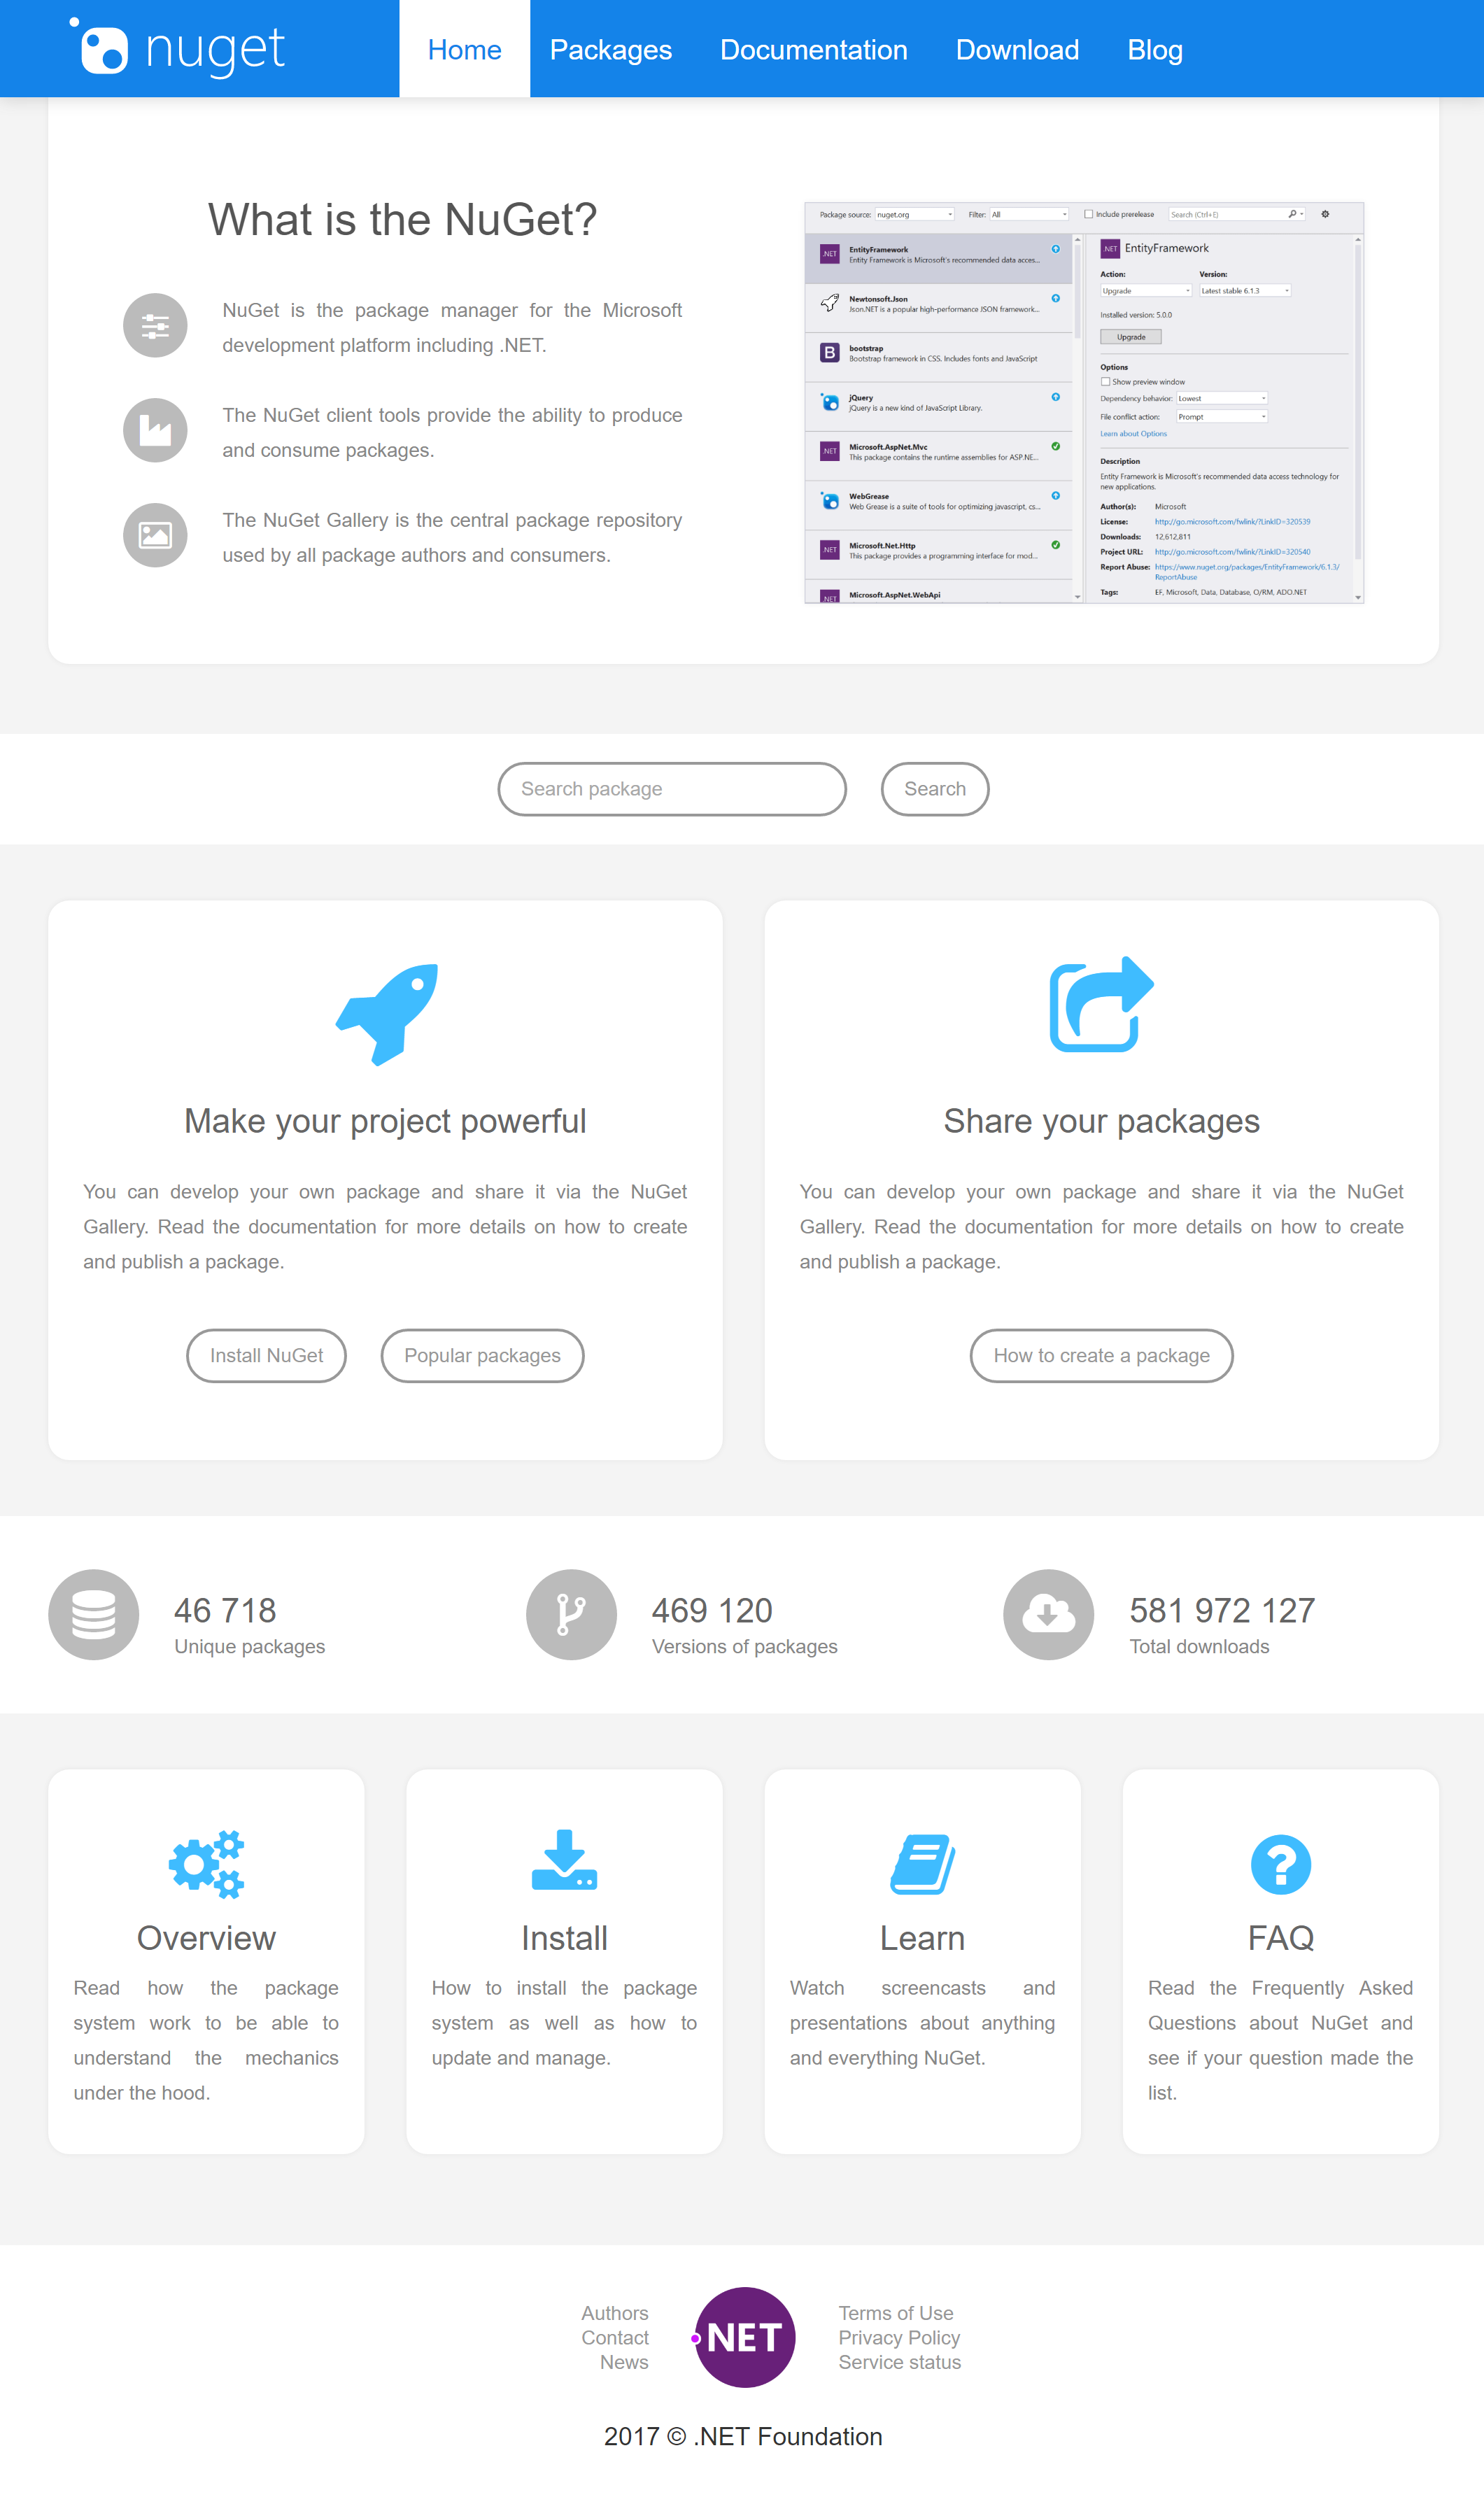 nuget
Home
Packages
Documentation
Download
Blog
What is the NuGet?
NuGet is the package manager for the Microsoft
development platform including .NET.
The NuGet client tools provide the ability to produce
and consume packages.
The NuGet Gallery is the central package repository
used by all package authors and consumers.
Package source: nuget.org Filter: All Include prerelease Search (Ctrl+E)
.NET
EntityFramework
Entity Framework is Microsoft's recommended data acces...
Newtonsoft.Json
Json.NET is a popular high-performance JSON framework...
B
bootstrap
Bootstrap framework in CSS. Includes fonts and JavaScript
jQuery
jQuery is a new kind of JavaScript Library.
.NET
Microsoft.AspNet.Mvc
This package contains the runtime assemblies for ASP.NE...
WebGrease
Web Grease is a suite of tools for optimizing javascript, cs...
.NET
Microsoft.Net.Http
This package provides a programming interface for mod...
.NET
Microsoft.AspNet.WebApi
.NET EntityFramework
Action: Version:
Upgrade Latest stable 6.1.3
Installed version: 5.0.0
Upgrade
Options
Show preview window
Dependency behavior: Lowest
File conflict action: Prompt
Learn about Options
Description
Entity Framework is Microsoft's recommended data access technology for
new applications.
Author(s): Microsoft
License: http://go.microsoft.com/fwlink/?LinkID=320539
Downloads: 12,612,811
Project URL: http://go.microsoft.com/fwlink/?LinkID=320540
Report Abuse: https://www.nuget.org/packages/EntityFramework/6.1.3/
ReportAbuse
Tags: EF, Microsoft, Data, Database, O/RM, ADO.NET
Search package
Search
Make your project powerful
You can develop your own package and share it via the NuGet
Gallery. Read the documentation for more details on how to create
and publish a package.
Install NuGet
Popular packages
Share your packages
You can develop your own package and share it via the NuGet
Gallery. Read the documentation for more details on how to create
and publish a package.
How to create a package
46 718
Unique packages
469 120
Versions of packages
581 972 127
Total downloads
Overview
Read how the package
system work to be able to
understand the mechanics
under the hood.
Install
How to install the package
system as well as how to
update and manage.
Learn
Watch screencasts and
presentations about anything
and everything NuGet.
FAQ
Read the Frequently Asked
Questions about NuGet and
see if your question made the
list.
Authors
Contact
News
NET
Terms of Use
Privacy Policy
Service status
2017 © .NET Foundation